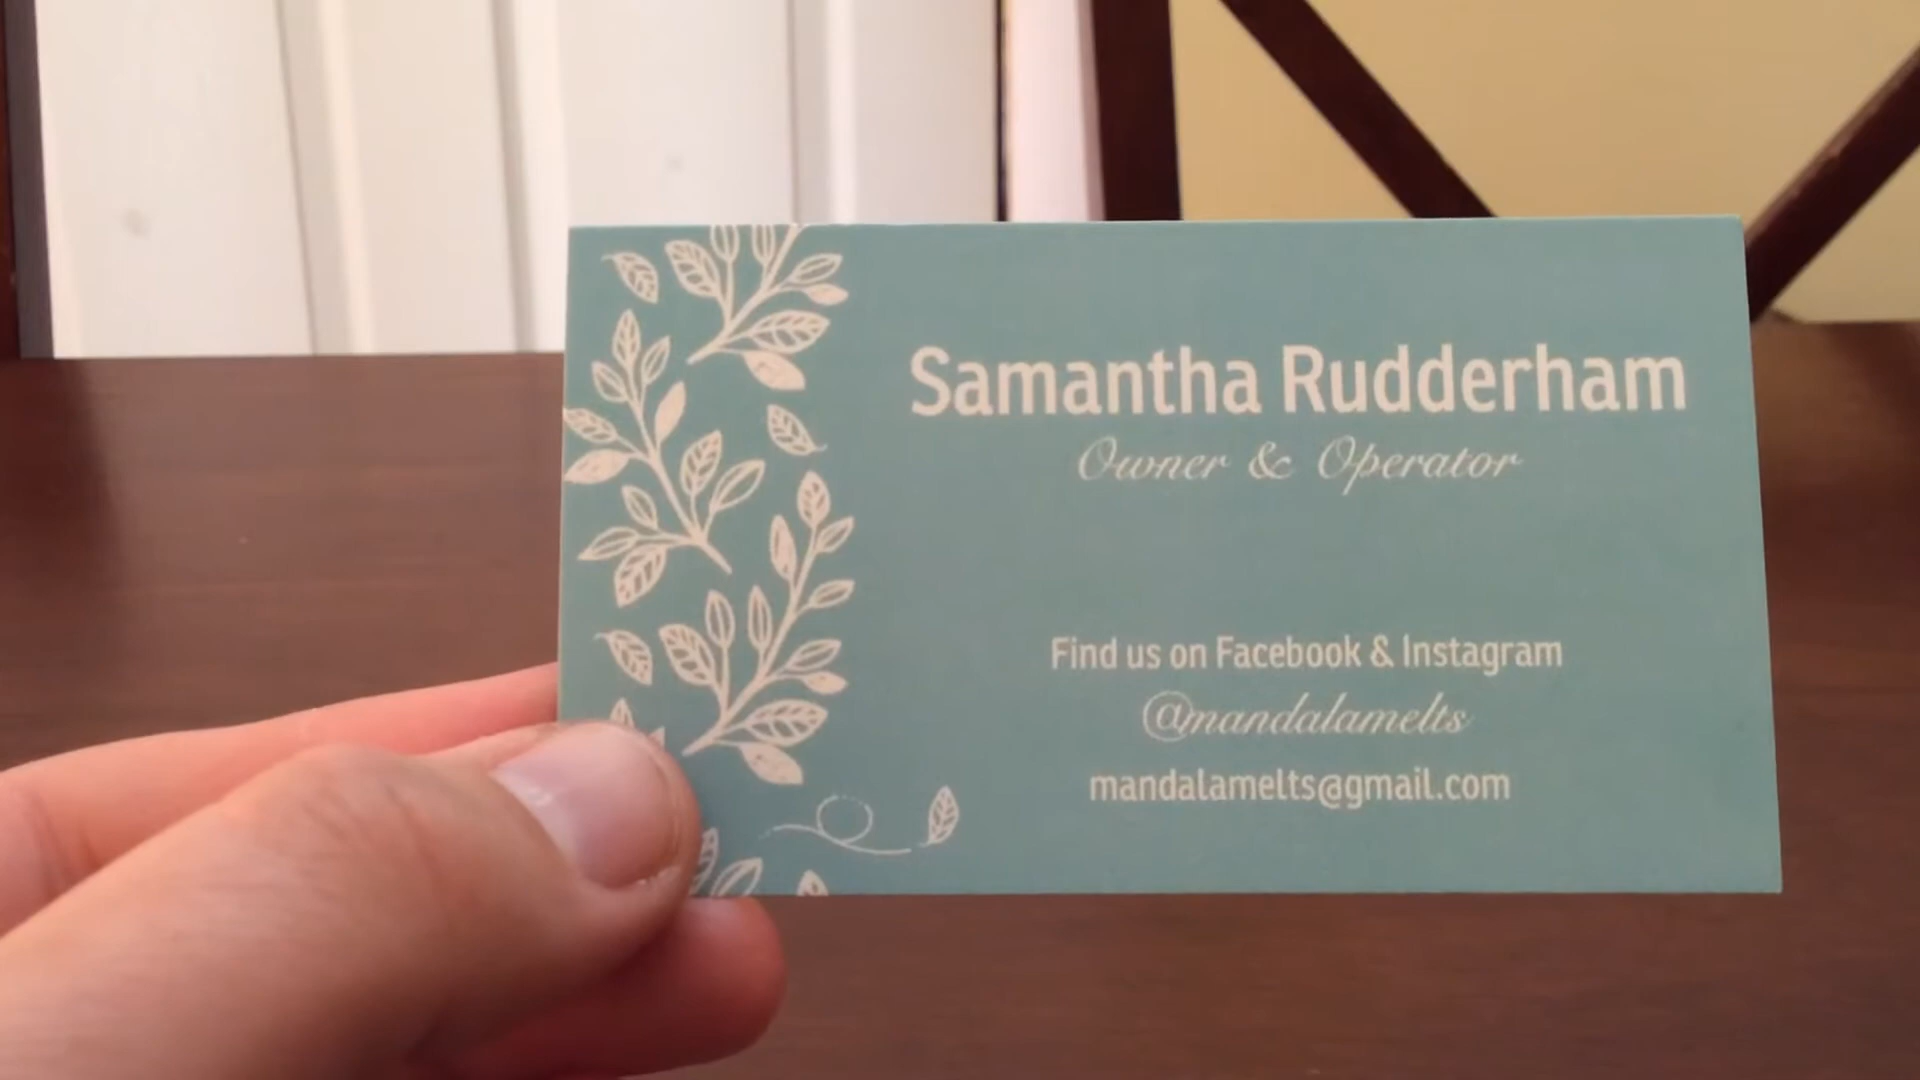 Samantha Rudderham
Owner & Operator
Find us on Facebook & Instagram
@mandalamelts
mandalamelts@gmail.com